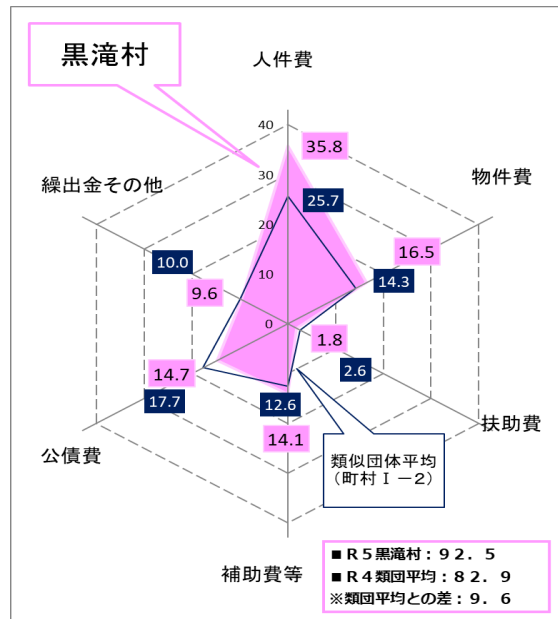 黒滝村
人件費
40
35.8
30
25.7
物件費
繰出金その他
20
16.5
10.0
14.3
10
9.6
0
1.8
14.7
2.6
17.7
12.6
14.1
扶助費
公債費
類似団体平均
(町村Ⅰ－2)
補助費等
■R5黒滝村：92.5
■R4類団平均：82.9
※類団平均との差：9.6